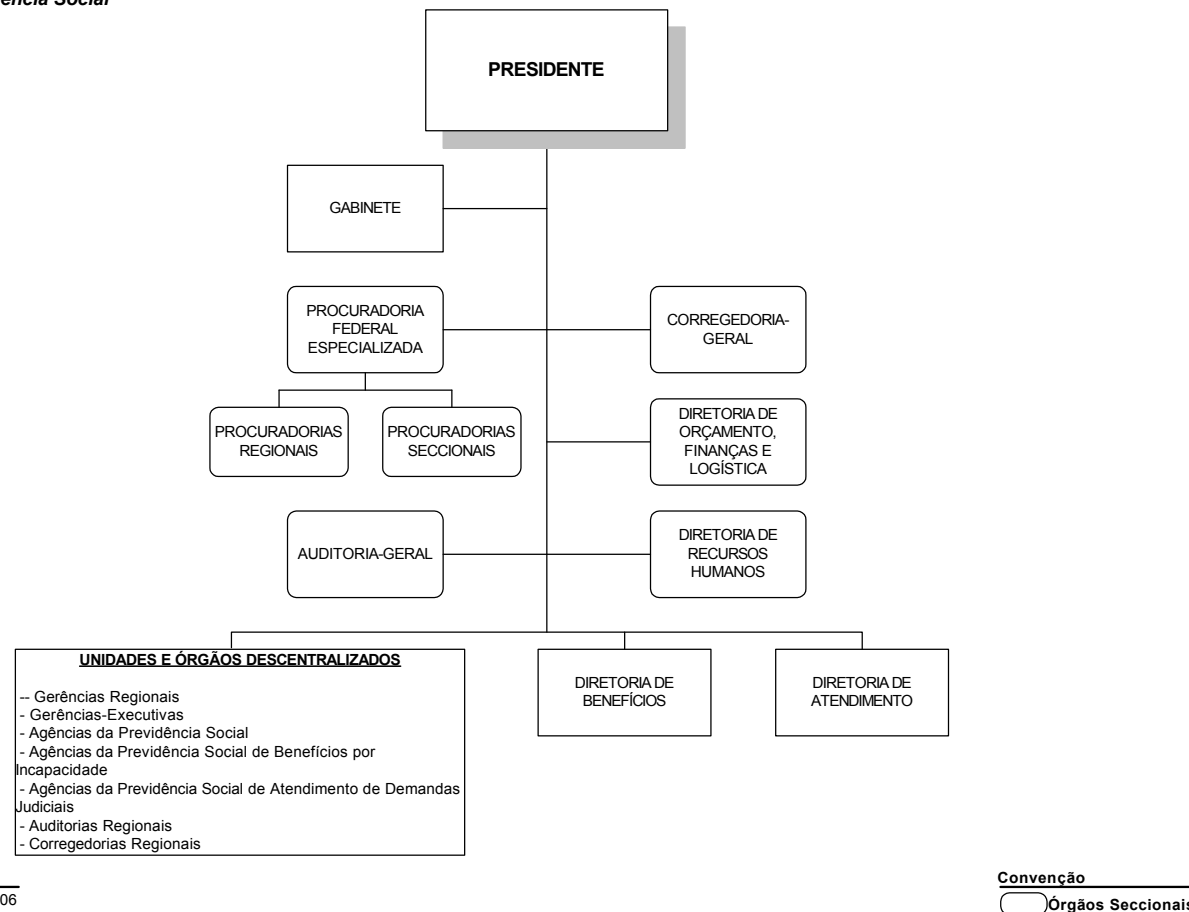 Social
PRESIDENTE
GABINETE
PROCURADORIA
FEDERAL
ESPECIALIZADA
CORREGEDORIA-
GERAL
PROCURADORIAS
REGIONAIS
PROCURADORIAS
SECCIONAIS
DIRETORIA DE
ORÇAMENTO,
FINANÇAS E
LOGÍSTICA
AUDITORIA-GERAL
DIRETORIA DE
RECURSOS
HUMANOS
UNIDADES E ÓRGÃOS DESCENTRALIZADOS
-- Gerências Regionais
- Gerências-Executivas
- Agências da Previdência Social
- Agências da Previdência Social de Benefícios por
Incapacidade
- Agências da Previdência Social de Atendimento de Demandas
Judiciais
- Auditorias Regionais
- Corregedorias Regionais
DIRETORIA DE
BENEFÍCIOS
DIRETORIA DE
ATENDIMENTO
06
Convenção
Órgãos Seccionais